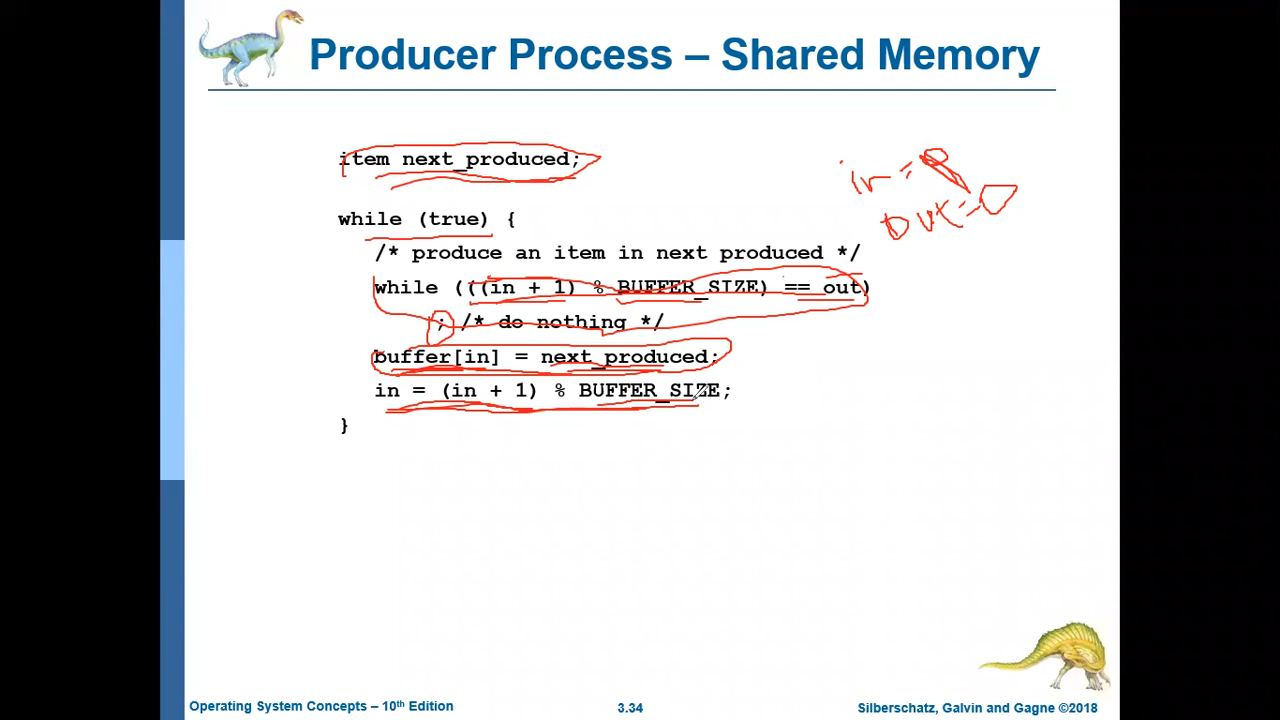 Producer Process – Shared Memory
item next_produced;
in = 0
out = 0
while (true) {
/* produce an item in next produced */
while (((in + 1) % BUFFER_SIZE) == out)
; /* do nothing */
buffer[in] = next_produced;
in = (in + 1) % BUFFER_SIZE;
}
Operating System Concepts – 10th Edition
3.34
Silberschatz, Galvin and Gagne ©2018